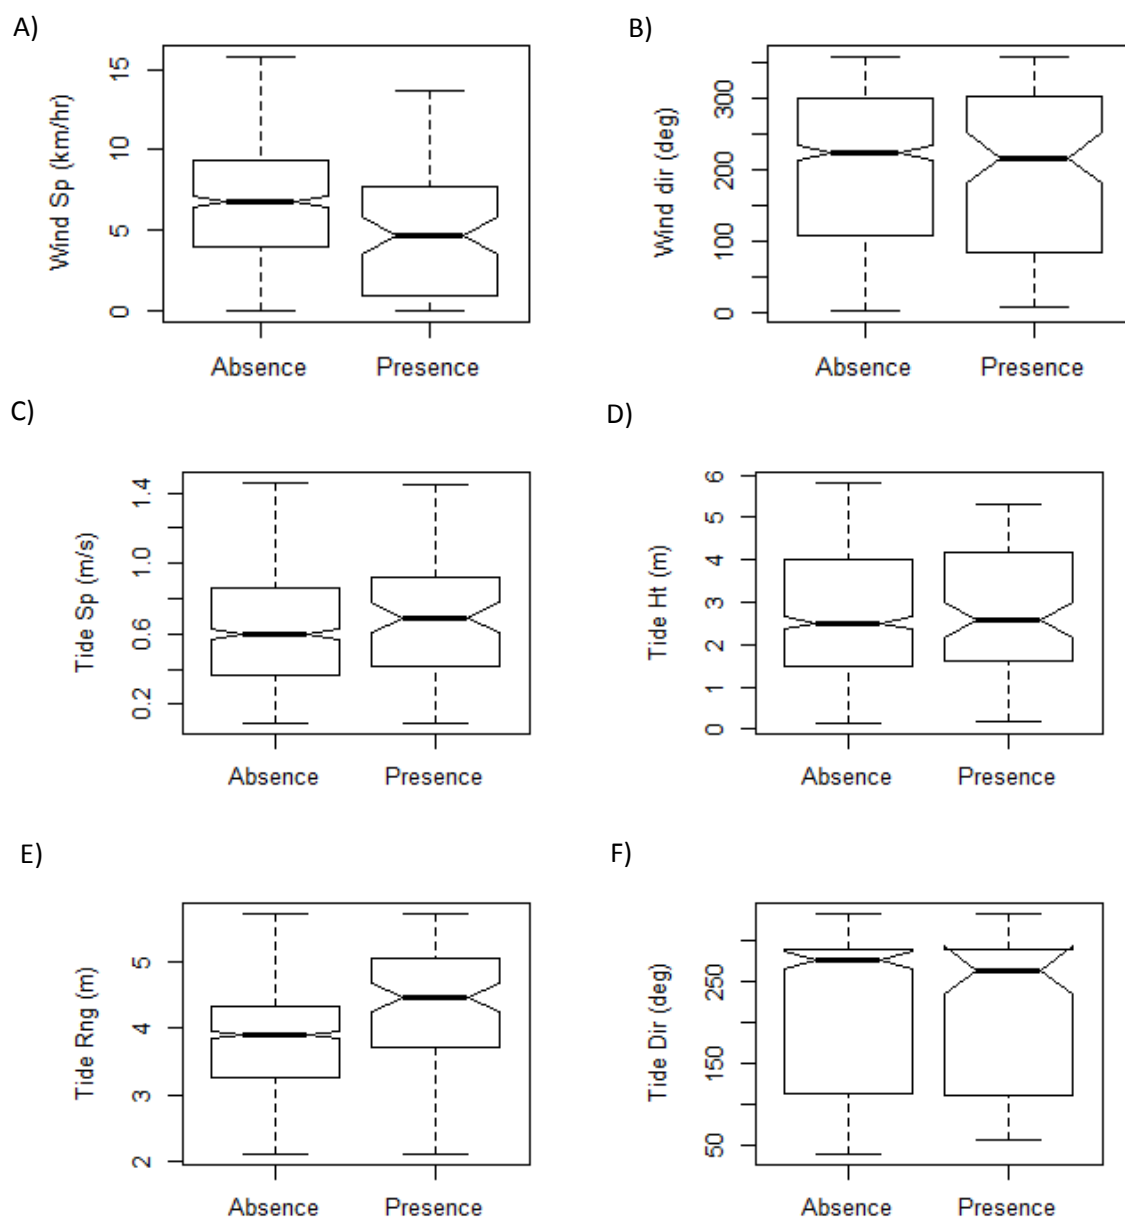 A)
Wind Sp (km/hr)
15
10
5
0
Absence Presence
B)
Wind dir (deg)
300
200
100
0
Absence Presence
C)
Tide Sp (m/s)
1.4
1.0
0.6
0.2
Absence Presence
D)
Tide Ht (m)
6
5
4
3
2
1
0
Absence Presence
E)
Tide Rng (m)
5
4
3
2
Absence Presence
F)
Tide Dir (deg)
250
150
50
Absence Presence